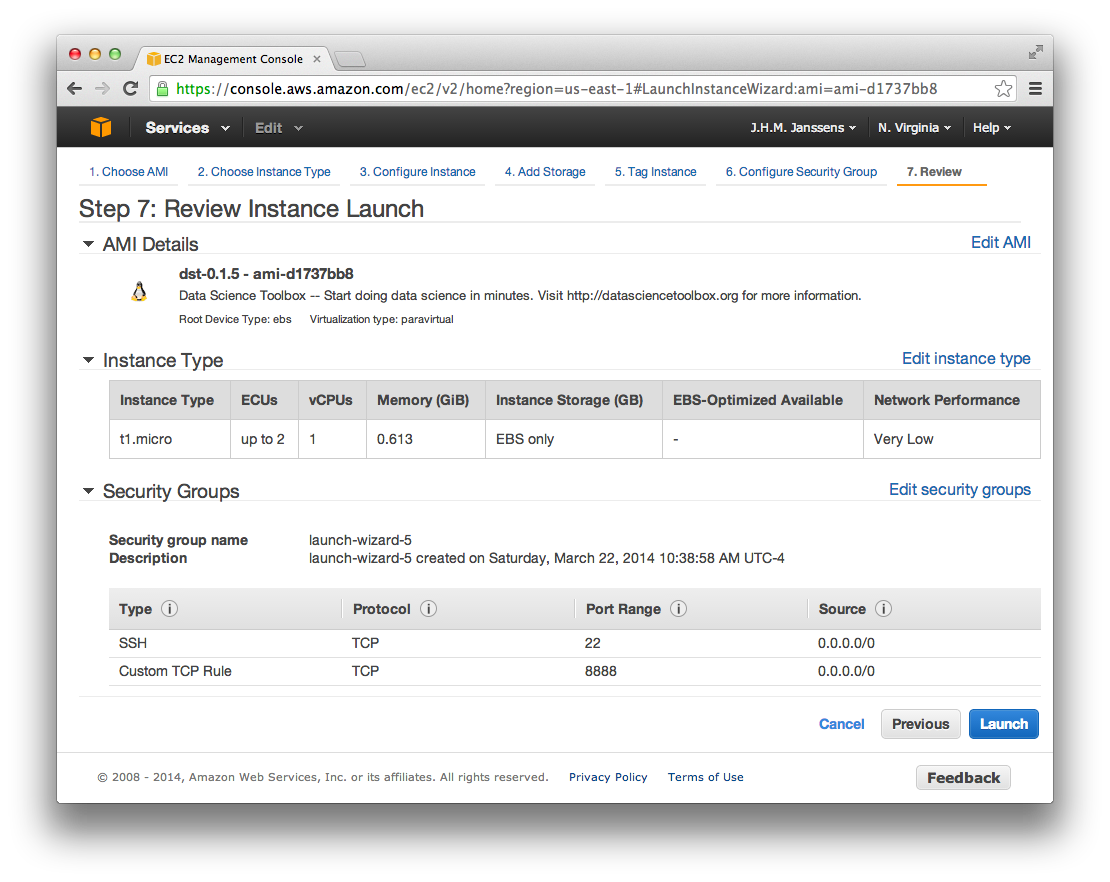 EC2 Management Console
https://console.aws.amazon.com/ec2/v2/home?region=us-east-1#LaunchInstanceWizard:ami=ami-d1737bb8
Services Edit J.H.M. Janssens N. Virginia Help
1. Choose AMI 2. Choose Instance Type 3. Configure Instance 4. Add Storage 5. Tag Instance 6. Configure Security Group 7. Review
Step 7: Review Instance Launch
AMI Details Edit AMI
dst-0.1.5 - ami-d1737bb8
Data Science Toolbox -- Start doing data science in minutes. Visit http://datasciencetoolbox.org for more information.
Root Device Type: ebs Virtualization type: paravirtual
Instance Type Edit instance type
Instance Type ECUs vCPUs Memory (GiB) Instance Storage (GB) EBS-Optimized Available Network Performance
t1.micro up to 2 1 0.613 EBS only - Very Low
Security Groups Edit security groups
Security group name launch-wizard-5
Description launch-wizard-5 created on Saturday, March 22, 2014 10:38:58 AM UTC-4
Type i Protocol i Port Range i Source i
SSH TCP 22 0.0.0.0/0
Custom TCP Rule TCP 8888 0.0.0.0/0
Cancel Previous Launch
© 2008 - 2014, Amazon Web Services, Inc. or its affiliates. All rights reserved. Privacy Policy Terms of Use Feedback